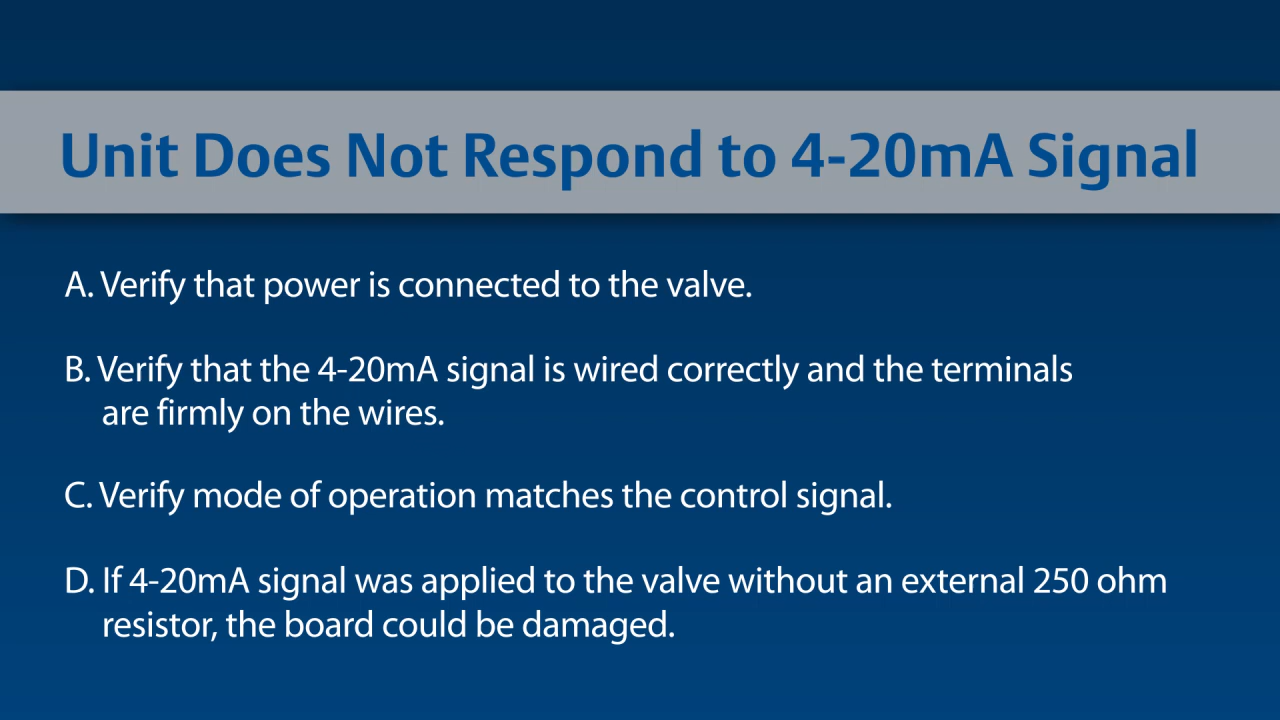 Unit Does Not Respond to 4-20mA Signal
A. Verify that power is connected to the valve.
B. Verify that the 4-20mA signal is wired correctly and the terminals
are firmly on the wires.
C. Verify mode of operation matches the control signal.
D. If 4-20mA signal was applied to the valve without an external 250 ohm
resistor, the board could be damaged.